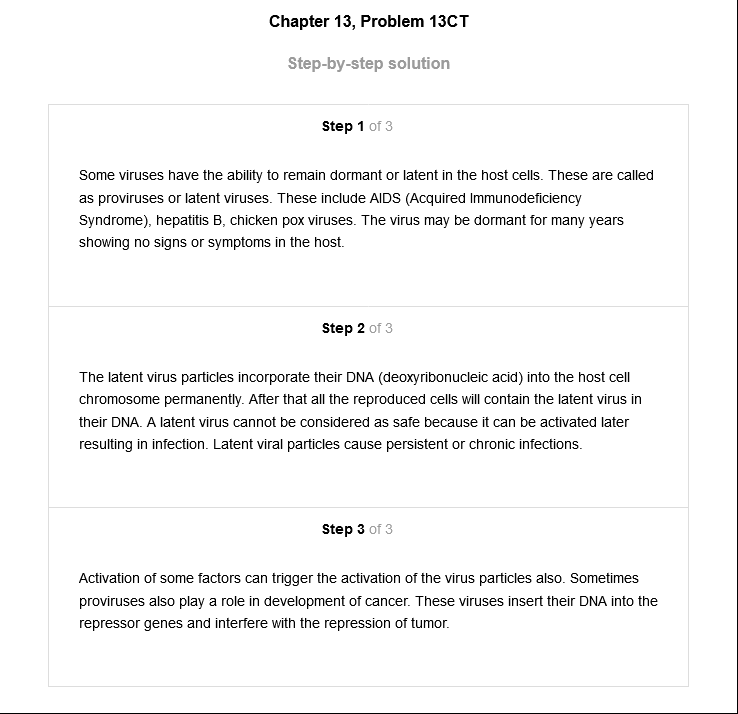 Chapter 13, Problem 13CT
Step-by-step solution
Step 1 of 3
Some viruses have the ability to remain dormant or latent in the host cells. These are called
as proviruses or latent viruses. These include AIDS (Acquired Immunodeficiency
Syndrome), hepatitis B, chicken pox viruses. The virus may be dormant for many years
showing no signs or symptoms in the host.
Step 2 of 3
The latent virus particles incorporate their DNA (deoxyribonucleic acid) into the host cell
chromosome permanently. After that all the reproduced cells will contain the latent virus in
their DNA. A latent virus cannot be considered as safe because it can be activated later
resulting in infection. Latent viral particles cause persistent or chronic infections.
Step 3 of 3
Activation of some factors can trigger the activation of the virus particles also. Sometimes
proviruses also play a role in development of cancer. These viruses insert their DNA into the
repressor genes and interfere with the repression of tumor.